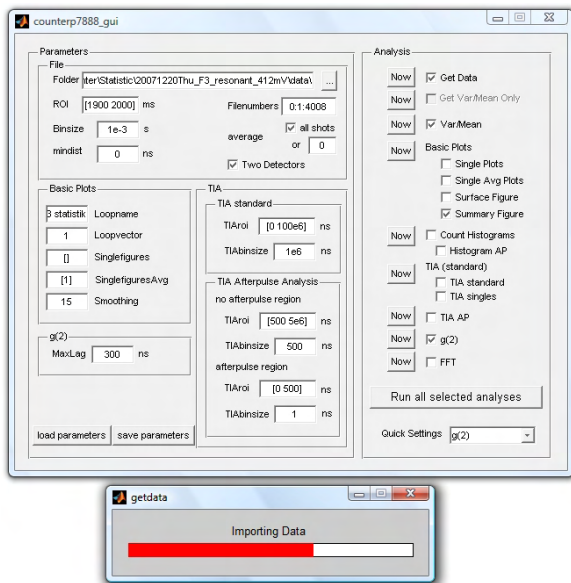 counterp7888_gui
Parameters
File
Folder nter\Statistic\20071220Thu_F3_resonant_412mV\data\ ...
ROI [1900 2000] ms Filenumbers 0:1:4008
Binsize 1e-3 s average all shots
or 0
mindist 0 ns
Two Detectors
Basic Plots
3 statistik Loopname
1 Loopvector
[] Singlefigures
[1] SinglefiguresAvg
15 Smoothing
g(2)
MaxLag 300 ns
load parameters save parameters
TIA
TIA standard
TIAroi [0 100e6] ns
TIAbinsize 1e6 ns
TIA Afterpulse Analysis
no afterpulse region
TIAroi [500 5e6] ns
TIAbinsize 500 ns
afterpulse region
TIAroi [0 500] ns
TIAbinsize 1 ns
Analysis
Now Get Data
Now Get Var/Mean Only
Now Var/Mean
Now Basic Plots
Single Plots
Single Avg Plots
Surface Figure
Summary Figure
Now Count Histograms
Histogram AP
Now TIA (standard)
TIA standard
TIA singles
Now TIA AP
Now g(2)
Now FFT
Run all selected analyses
Quick Settings g(2)
getdata
Importing Data